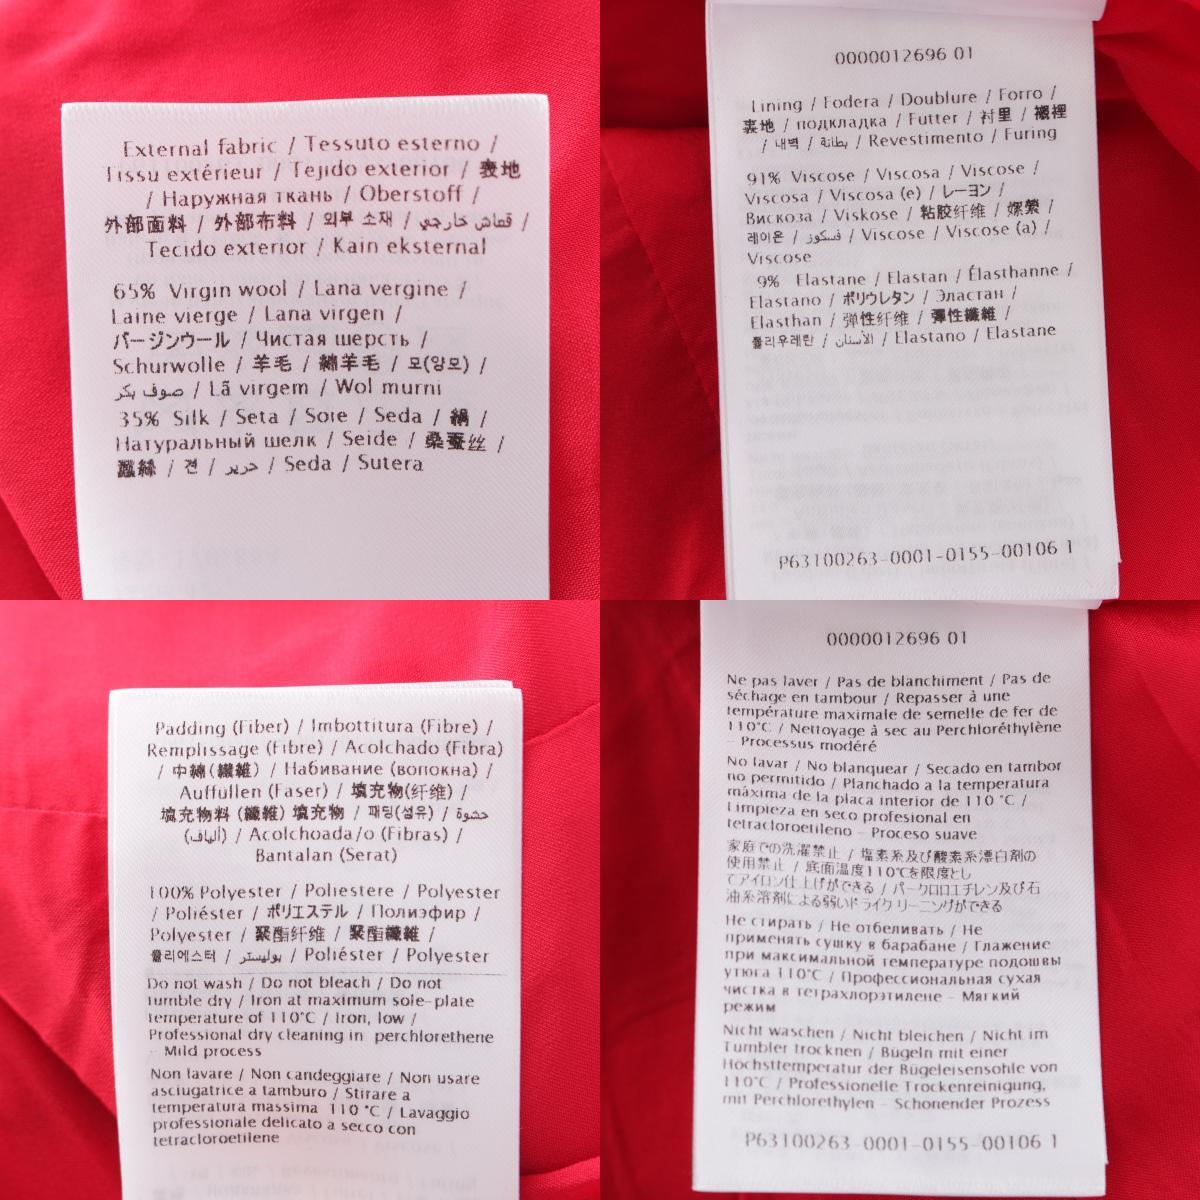 External fabric / Tessuto esterno /
Tissu extérieur / Tejido exterior / 表地
/ Наружная ткань / Oberstoff /
外部面料 / 外部布料 / 외부 소재 / قماش خارجي /
Tecido exterior / Kain eksternal
65% Virgin wool / Lana vergine /
Laine vierge / Lana virgen /
バージンウール / Чистая шерсть /
Schurwolle / 羊毛 / 綿羊毛 / 모(양모) /
صوف بكر / Lã virgem / Wol murni
35% Silk / Seta / Soie / Seda / 絹 /
Натуральный шелк / Seide / 桑蚕丝 /
蠶絲 / 견 / حرير / Seda / Sutera
0000012696 01
Lining / Fodera / Doublure / Forro /
裏地 / подкладка / Futter / 衬里 / 襯裡
/ 내벽 / بطانة / Revestimento / Furing
91% Viscose / Viscosa / Viscose /
Viscosa / Viscosa (e) / レーヨン /
Вискоза / Viskose / 粘胶纤维 / 嫘縈 /
레이온 / فسكوز / Viscose / Viscose (a) /
Viscose
9% Elastane / Elastan / Élasthanne /
Elastano / ポリウレタン / Эластан /
Elasthan / 弹性纤维 / 彈性纖維 /
폴리우레탄 / الأستان / Elastano / Elastane
P63100263-0001-0155-00106 1
Padding (Fiber) / Imbottitura (Fibre) /
Remplissage (Fibre) / Acolchado (Fibra)
/ 中綿(繊維) / Набивание (волокна) /
Auffüllen (Faser) / 填充物(纤维) /
填充物料 (纖維) 填充物 / 패딩(섬유) / حشوة
(ألياف) / Acolchoada/o (Fibras) /
Bantalan (Serat)
100% Polyester / Poliestere / Polyester
/ Poliéster / ポリエステル / Полиэфир /
Polyester / 聚酯纤维 / 聚酯纖維 /
폴리에스터 / بوليستر / Poliéster / Polyester
Do not wash / Do not bleach / Do not
tumble dry / Iron at maximum sole-plate
temperature of 110°C / Iron, low /
Professional dry cleaning in perchlorethene
- Mild process
Non lavare / Non candeggiare / Non usare
asciugatrice a tamburo / Stirare a
temperatura massima 110 °C / Lavaggio
professionale delicato a secco con
tetracloroetilene
0000012696 01
Ne pas laver / Pas de blanchiment / Pas de
séchage en tambour / Repasser à une
température maximale de semelle de fer de
110°C / Nettoyage à sec au Perchloréthylène
- Processus modéré
No lavar / No blanquear / Secado en tambor
no permitido / Planchado a la temperatura
máxima de la placa interior de 110 °C /
Limpieza en seco profesional en
tetracloroetileno - Proceso suave
家庭での洗濯禁止 / 塩素系及び酸素系漂白剤の
使用禁止 / 底面温度110℃を限度とし
てアイロン仕上げができる / パークロロエチレン及び石
油系溶剤による弱いドライクリーニングができる
Не стирать / Не отбеливать / Не
применять сушку в барабане / Глажение
при максимальной температуре подошвы
утюга 110°C / Профессиональная сухая
чистка в тетрахлорэтилене - Мягкий
режим
Nicht waschen / Nicht bleichen / Nicht im
Tumbler trocknen / Bügeln mit einer
Höchsttemperatur der Bügeleisensohle von
110°C / Professionelle Trockenreinigung,
mit Perchlorethylen - Schonender Prozess
P63100263-0001-0155-00106 1